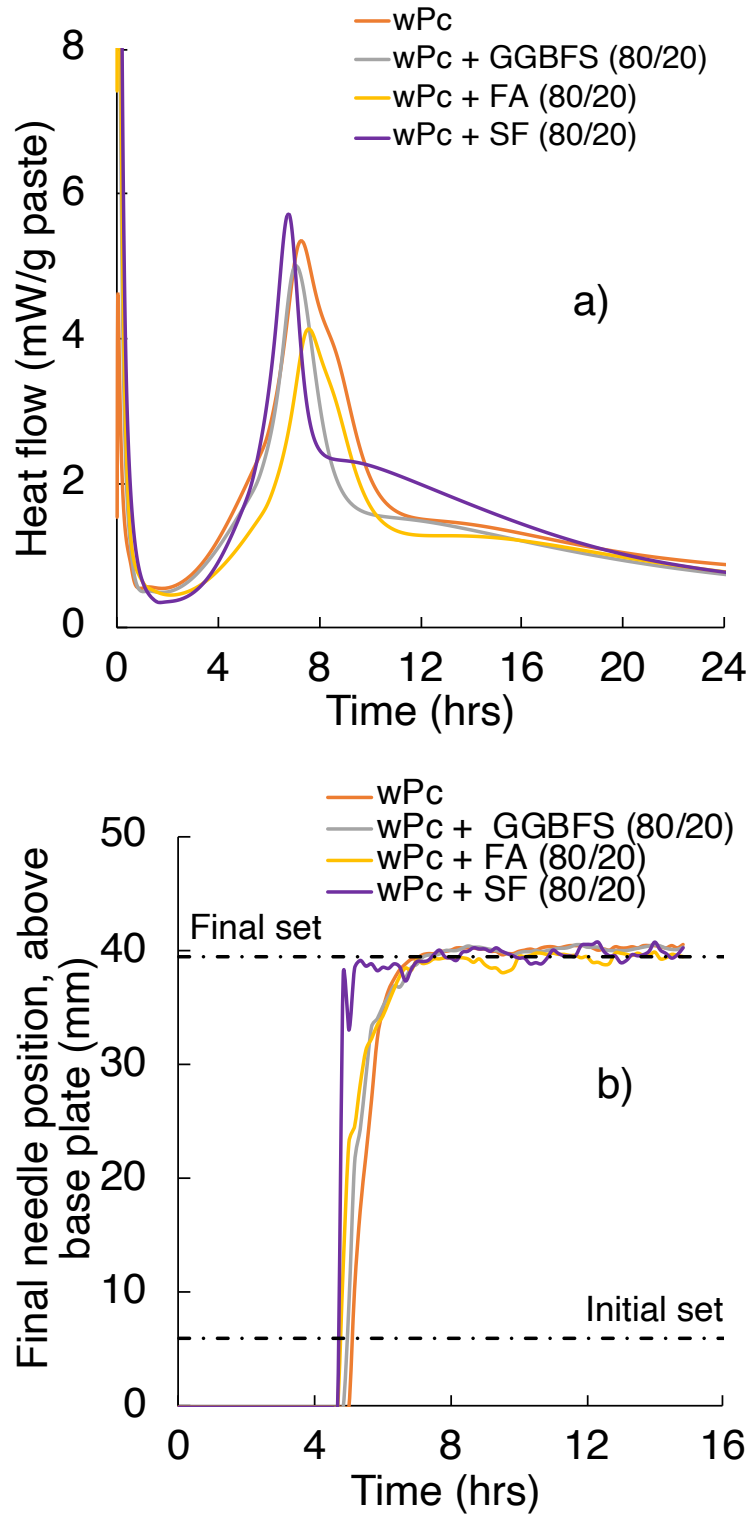 wPc
wPc + GGBFS (80/20)
wPc + FA (80/20)
wPc + SF (80/20)
8
6
4
2
0
Heat flow (mW/g paste)
a)
0 4 8 12 16 20 24
Time (hrs)
wPc
wPc + GGBFS (80/20)
wPc + FA (80/20)
wPc + SF (80/20)
50
40
30
20
10
0
Final needle position, above
base plate (mm)
Final set
b)
Initial set
0 4 8 12 16
Time (hrs)